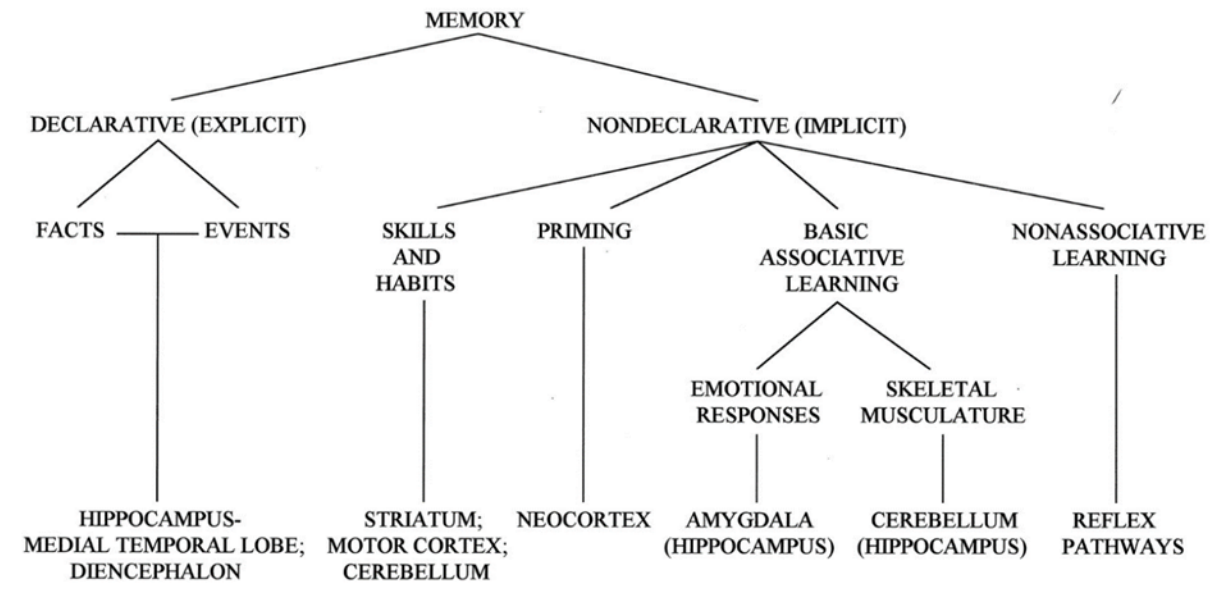 MEMORY
DECLARATIVE (EXPLICIT)
NONDECLARATIVE (IMPLICIT)
FACTS
EVENTS
SKILLS
AND
HABITS
PRIMING
BASIC
ASSOCIATIVE
LEARNING
NONASSOCIATIVE
LEARNING
EMOTIONAL
RESPONSES
SKELETAL
MUSCULATURE
HIPPOCAMPUS-
MEDIAL TEMPORAL LOBE;
DIENCEPHALON
STRIATUM;
MOTOR CORTEX;
CEREBELLUM
NEOCORTEX
AMYGDALA
(HIPPOCAMPUS)
CEREBELLUM
(HIPPOCAMPUS)
REFLEX
PATHWAYS